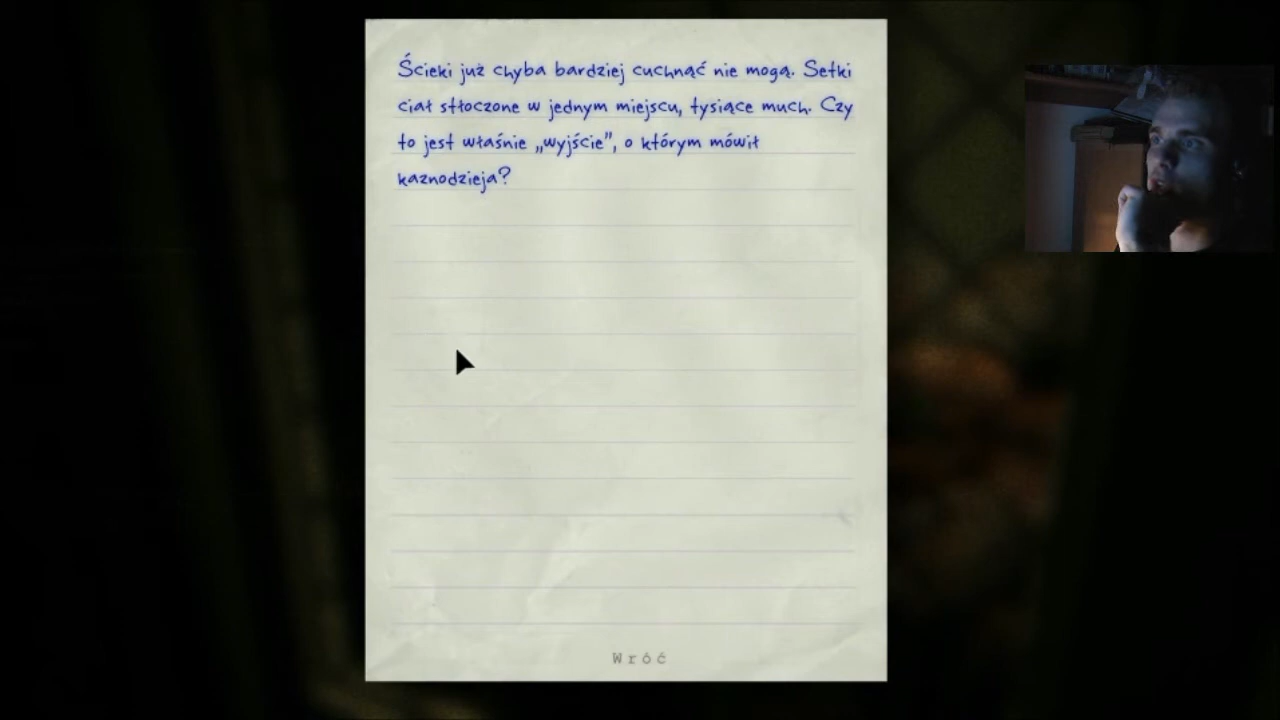 Ścieki już chyba bardziej cuchnąć nie mogą. Setki
ciał stłoczone w jednym miejscu, tysiące much. Czy
to jest właśnie „wyjście”, o którym mówił
kaznodzieja?
Wróć